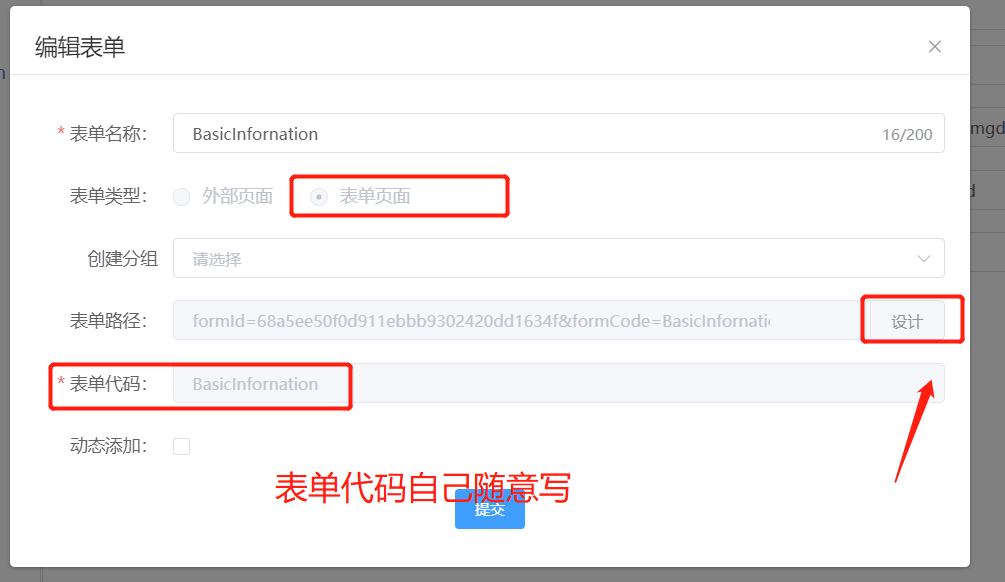 编辑表单
* 表单名称：
BasicInfornation
16/200
表单类型：
外部页面
表单页面
创建分组
请选择
表单路径：
formId=68a5ee50f0d911ebbb9302420dd1634f&formCode=BasicInfornati
设计
* 表单代码：
BasicInfornation
动态添加：
表单代码自己随意写
提交
mgd
d